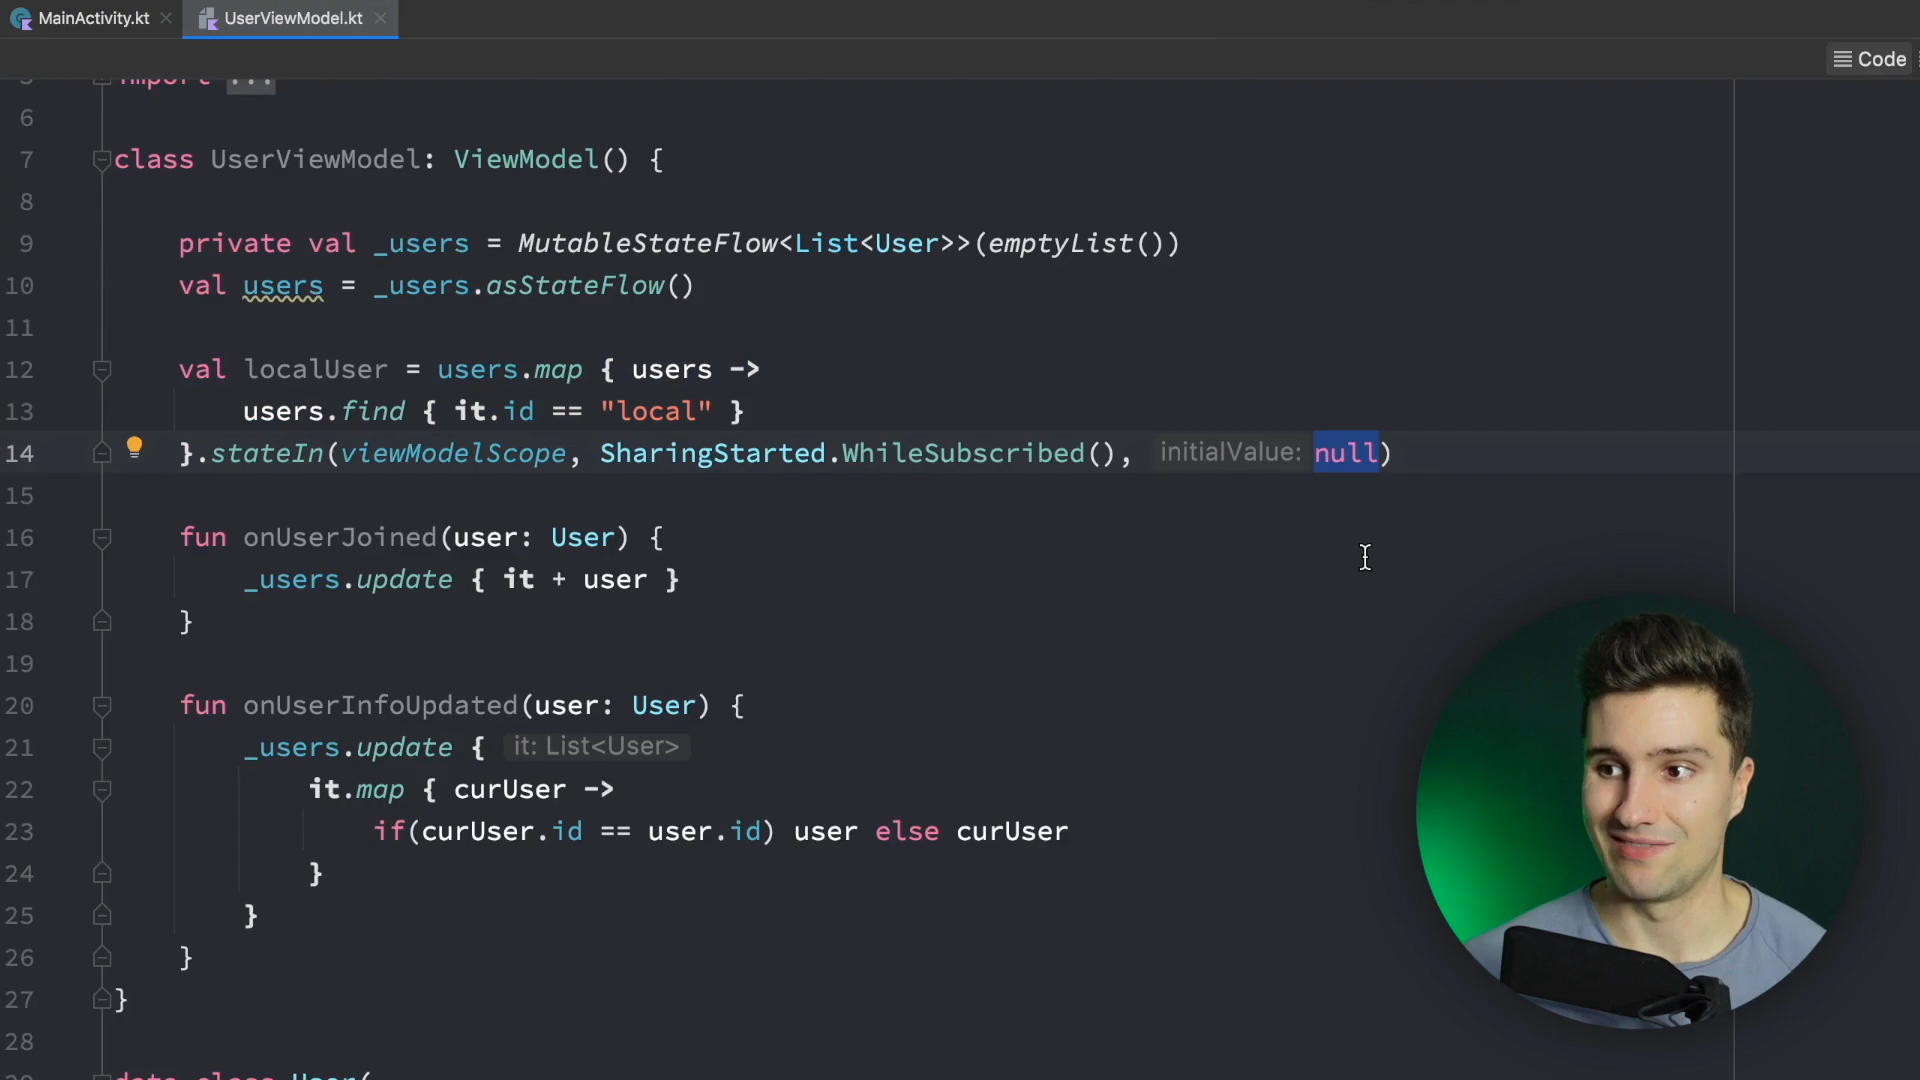 MainActivity.kt
UserViewModel.kt
Code
import ...
6
7 class UserViewModel: ViewModel() {
8
9 private val _users = MutableStateFlow<List<User>>(emptyList())
10 val users = _users.asStateFlow()
11
12 val localUser = users.map { users ->
13 users.find { it.id == "local" }
14 }.stateIn(viewModelScope, SharingStarted.WhileSubscribed(), initialValue: null)
15
16 fun onUserJoined(user: User) {
17 _users.update { it + user }
18 }
19
20 fun onUserInfoUpdated(user: User) {
21 _users.update { it: List<User>
22 it.map { curUser ->
23 if(curUser.id == user.id) user else curUser
24 }
25 }
26 }
27 }
28
data class User(